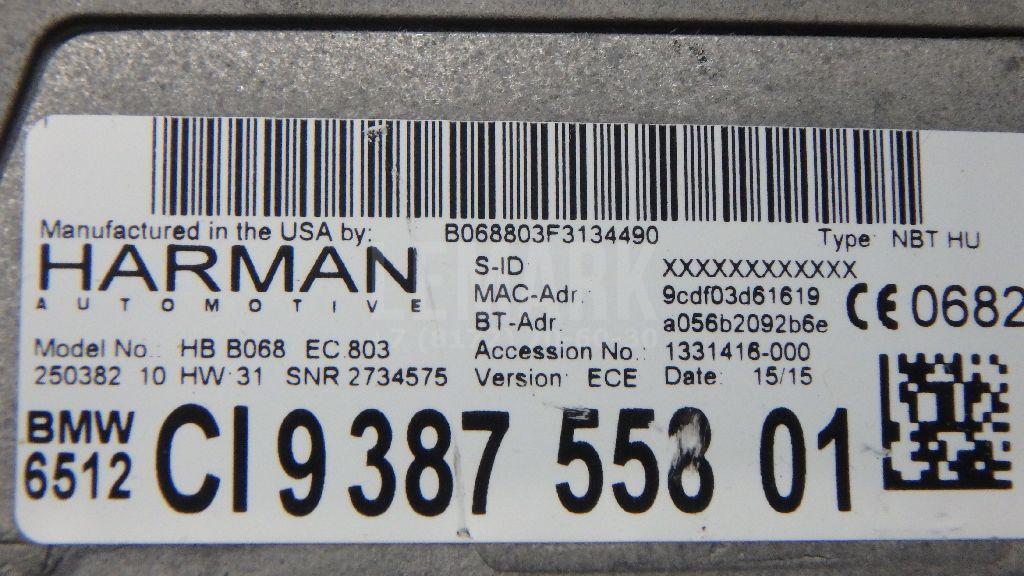 Manufactured in the USA by: B068803F3134490 Type NBT HU
HARMAN
AUTOMOTIVE
S-ID XXXXXXXXXXXX
MAC-Adr. 9cdf03d61619
BT-Adr. a056b2092b6e
CE 0682
Model No.: HB B068 EC.803
Accession No.: 1331416-000
250382 10 HW:31 SNR 2734575
Version: ECE Date: 15/15
BMW
6512
CI 9 387 558 01